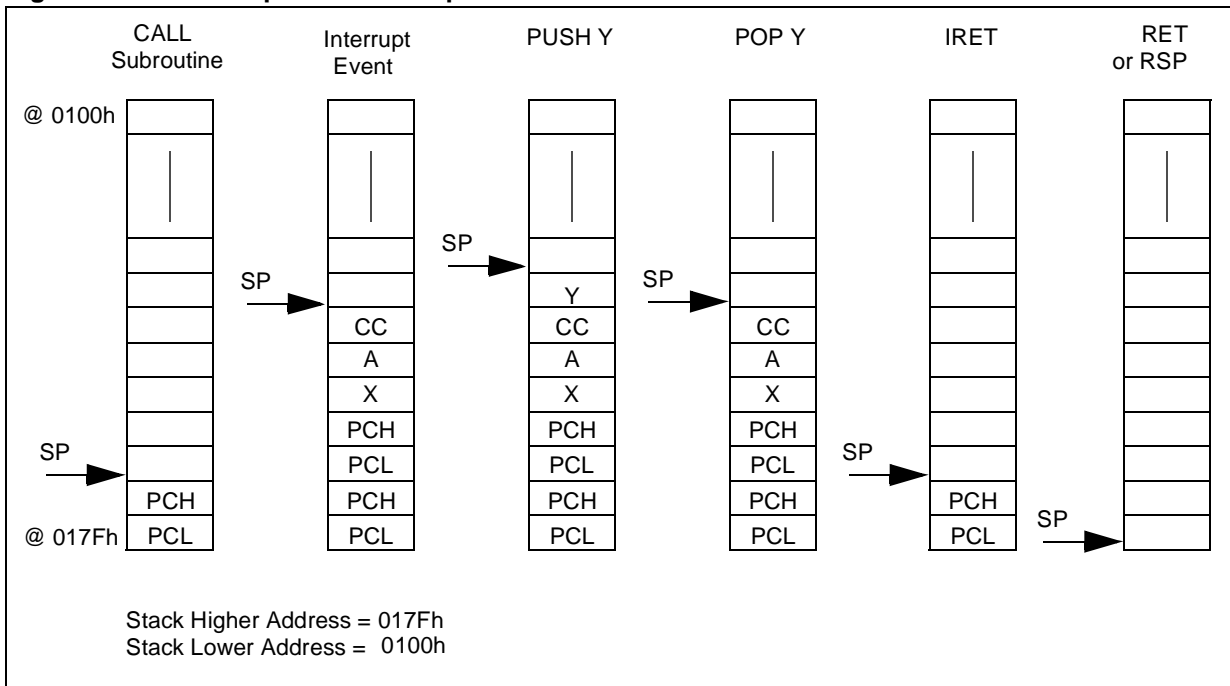 CALL
Subroutine
Interrupt
Event
PUSH Y
POP Y
IRET
RET
or RSP
@ 0100h
SP
SP
SP
Y
CC
CC
CC
A
A
A
X
X
X
PCH
PCH
PCH
SP
SP
PCL
PCL
PCL
PCH
PCH
PCH
PCH
PCH
SP
@ 017Fh
PCL
PCL
PCL
PCL
PCL
Stack Higher Address = 017Fh
Stack Lower Address = 0100h